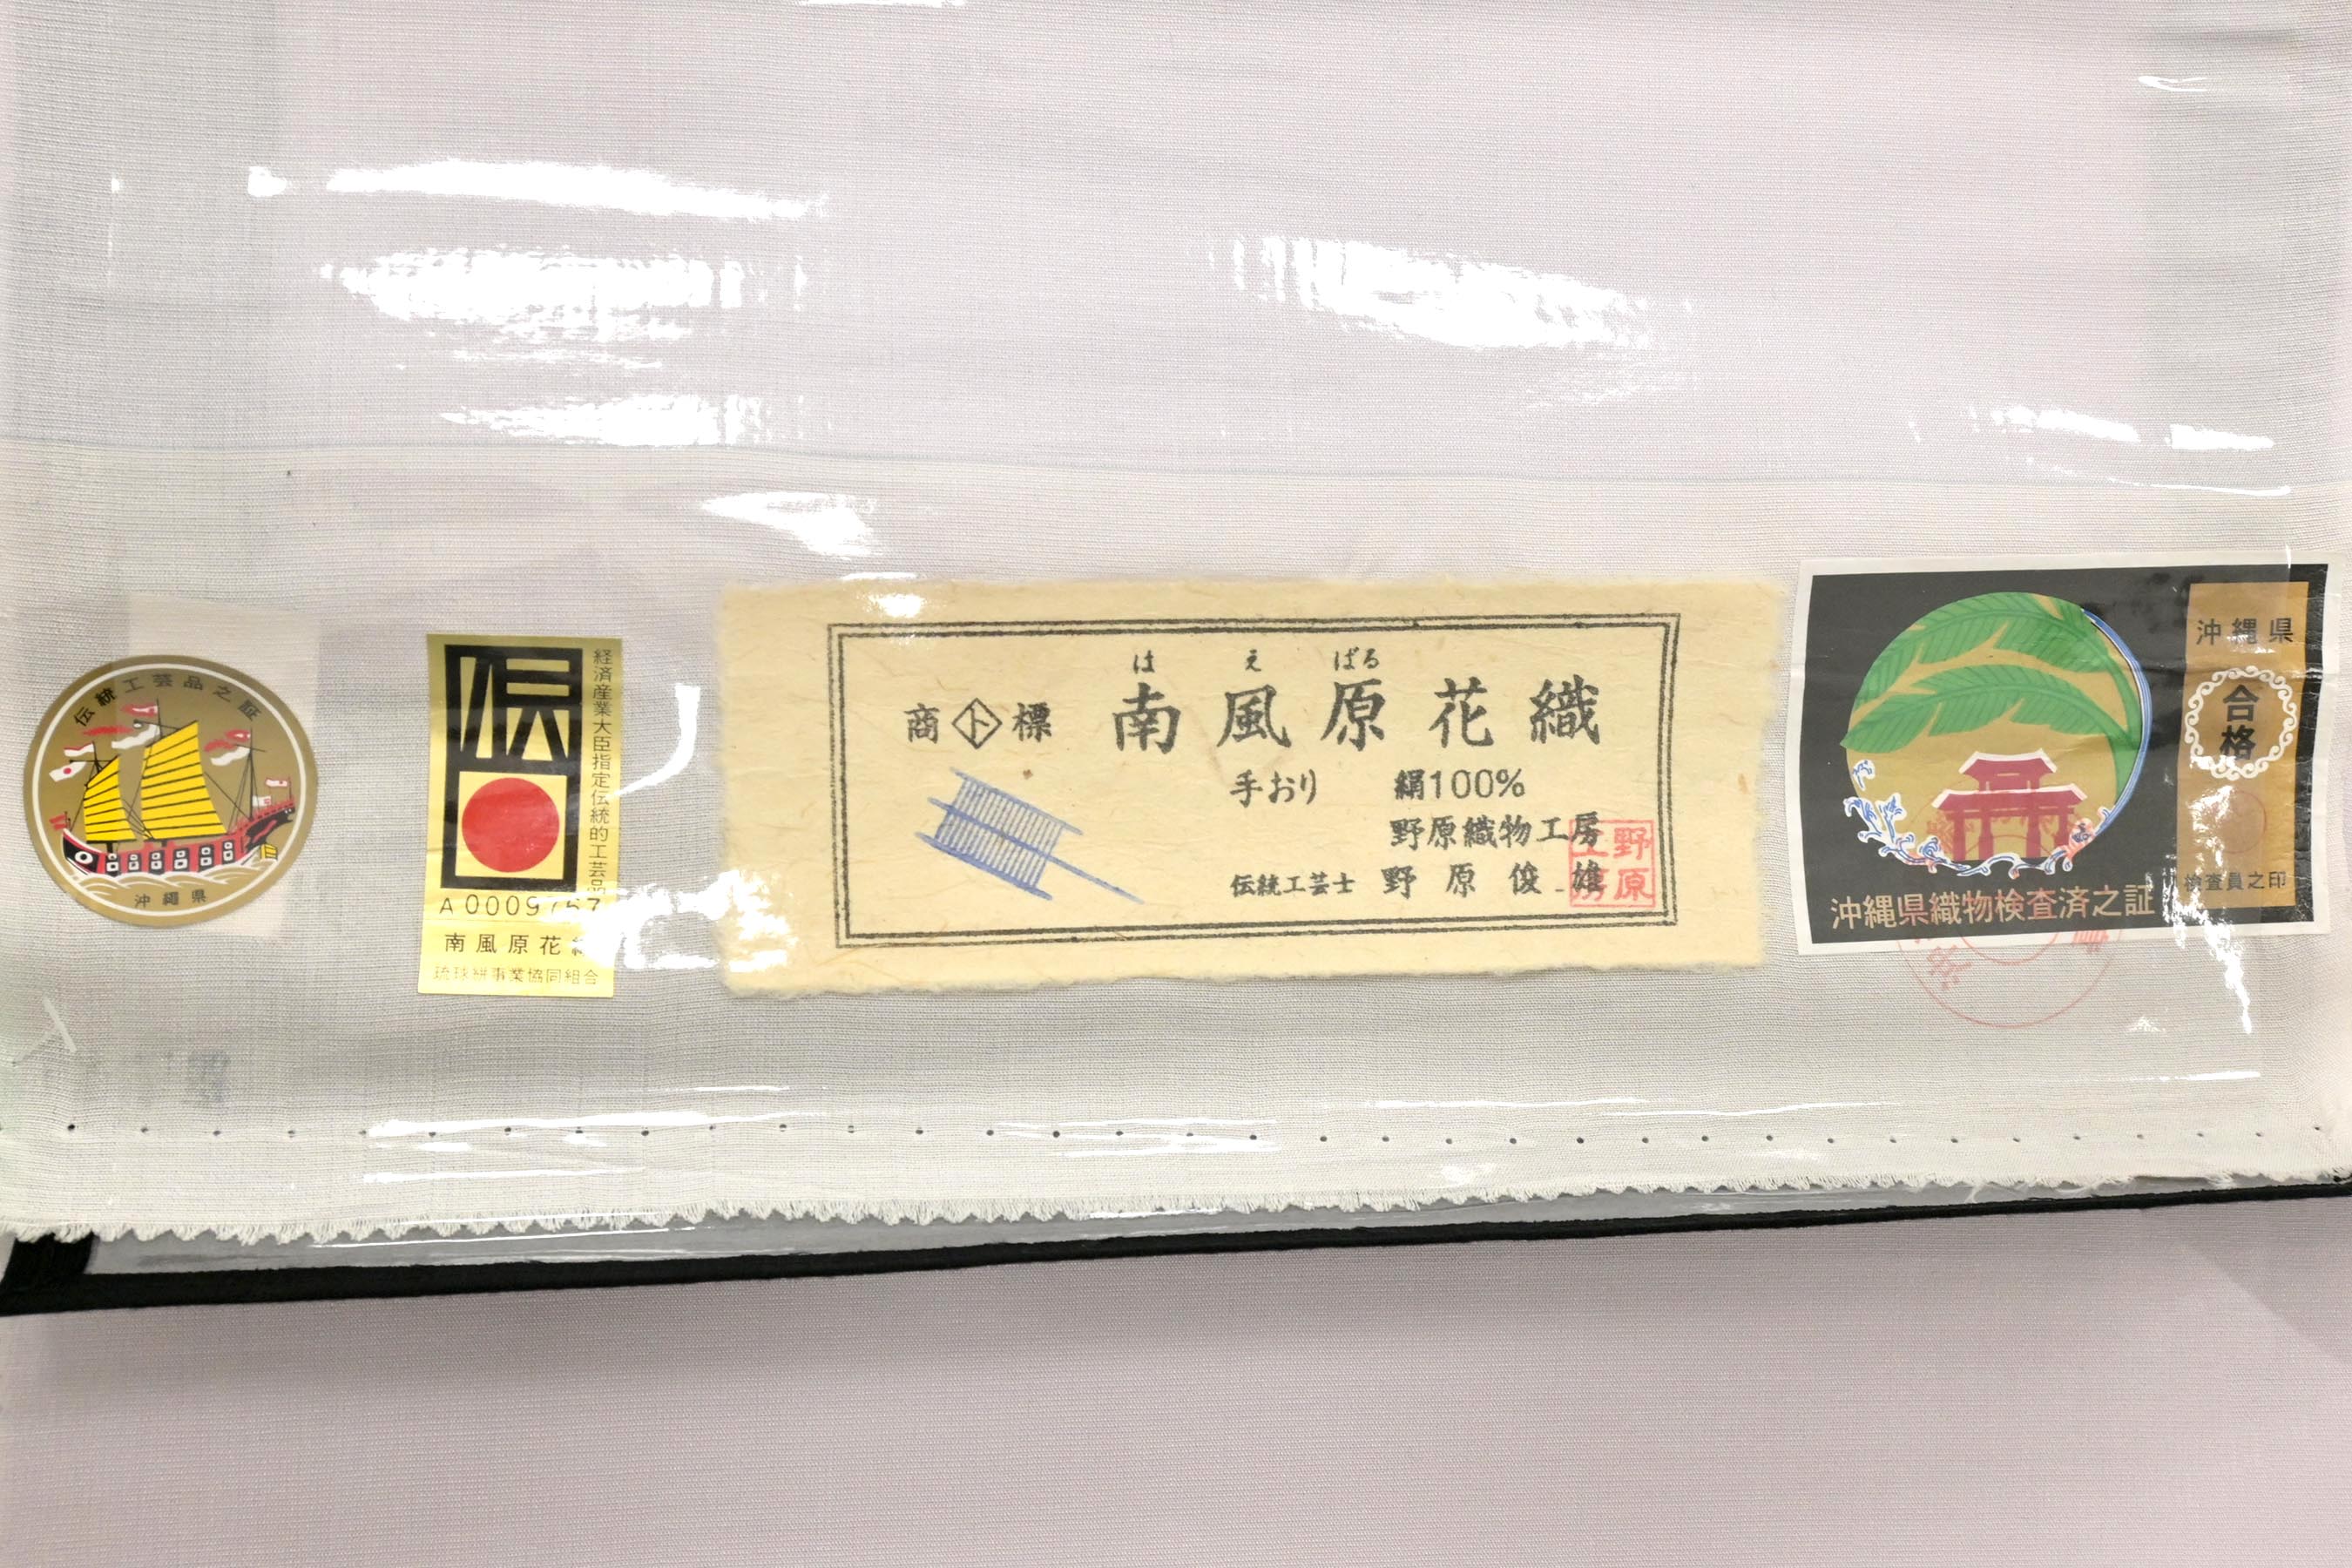 伝統工芸品之証
沖縄県
伝
経済産業大臣指定伝統的工芸品
A0009767
南風原花
琉球絣事業協同組合
は え ばる
商 ト 標 南風原花織
手おり 絹100%
野原織物工房
伝統工芸士 野原俊雄
野原工房
沖縄県
合格
検査員之印
沖縄県織物検査済之証